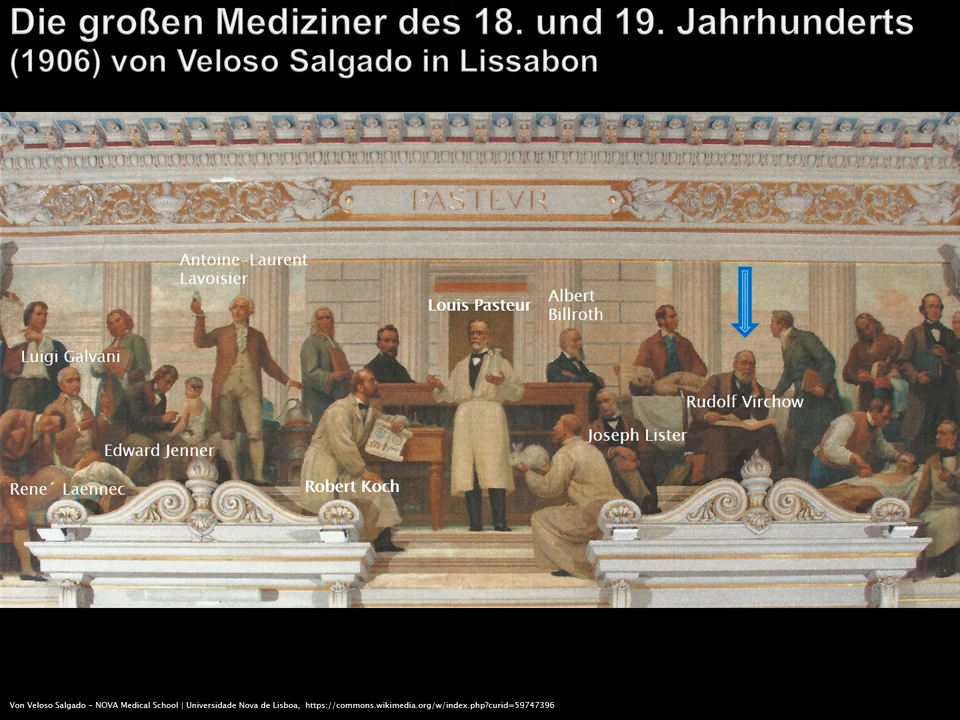 Die großen Mediziner des 18. und 19. Jahrhunderts
(1906) von Veloso Salgado in Lissabon
PASTEVR
Antoine-Laurent
Lavoisier
Louis Pasteur
Albert
Billroth
Luigi Galvani
Rudolf Virchow
Joseph Lister
Edward Jenner
Rene´ Laennec
Robert Koch
Von Veloso Salgado - NOVA Medical School | Universidade Nova de Lisboa, https://commons.wikimedia.org/w/index.php?curid=59747396